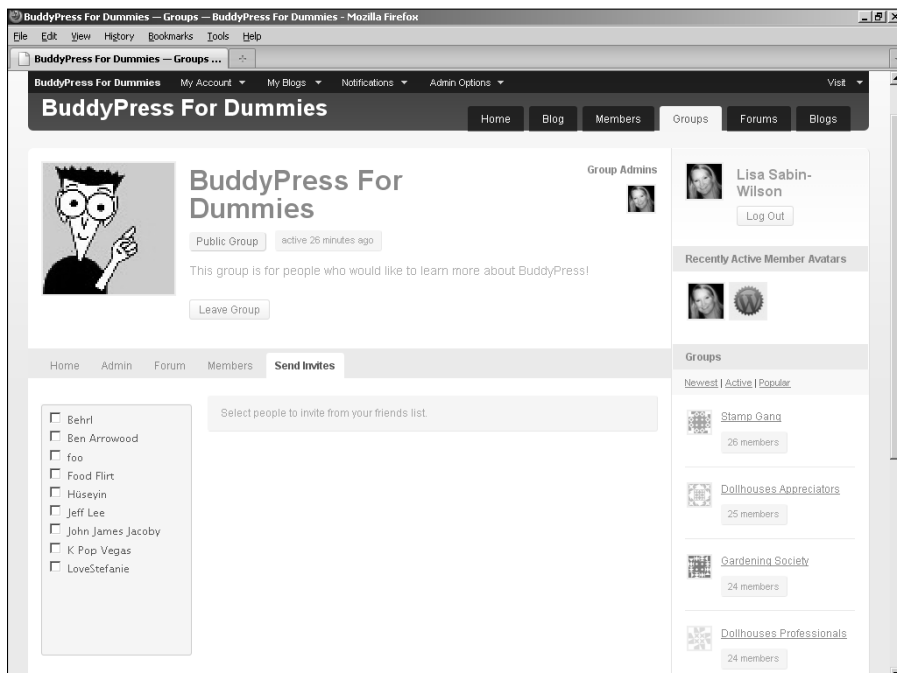 BuddyPress For Dummies — Groups — BuddyPress For Dummies - Mozilla Firefox
File Edit View History Bookmarks Tools Help
BuddyPress For Dummies — Groups ...
BuddyPress For Dummies My Account My Blogs Notifications Admin Options Visit
BuddyPress For Dummies
Home Blog Members Groups Forums Blogs
BuddyPress For
Dummies
Public Group active 26 minutes ago
This group is for people who would like to learn more about BuddyPress!
Leave Group
Group Admins
Home Admin Forum Members Send Invites
Behrl
Ben Arrowood
foo
Food Flirt
Hüseyin
Jeff Lee
John James Jacoby
K Pop Vegas
LoveStefanie
Select people to invite from your friends list.
Lisa Sabin-
Wilson
Log Out
Recently Active Member Avatars
Groups
Newest | Active | Popular
Stamp Gang
26 members
Dollhouses Appreciators
25 members
Gardening Society
24 members
Dollhouses Professionals
24 members